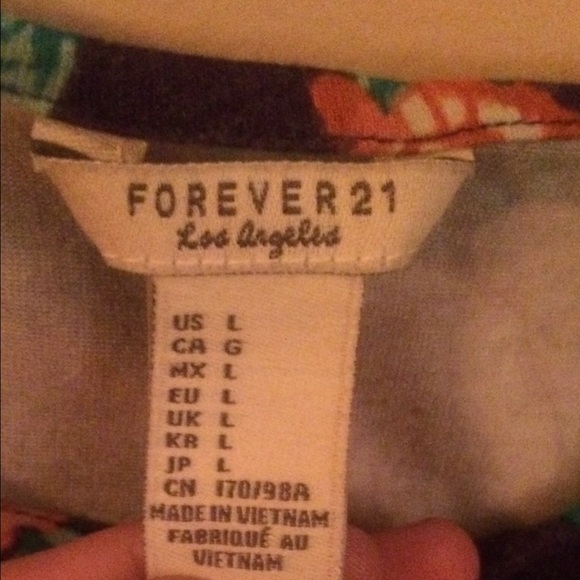 FOREVER 21
Los Angeles
US L
CA G
MX L
EU L
UK L
KR L
JP L
CN 170/98A
MADE IN VIETNAM
FABRIQUÉ AU
VIETNAM